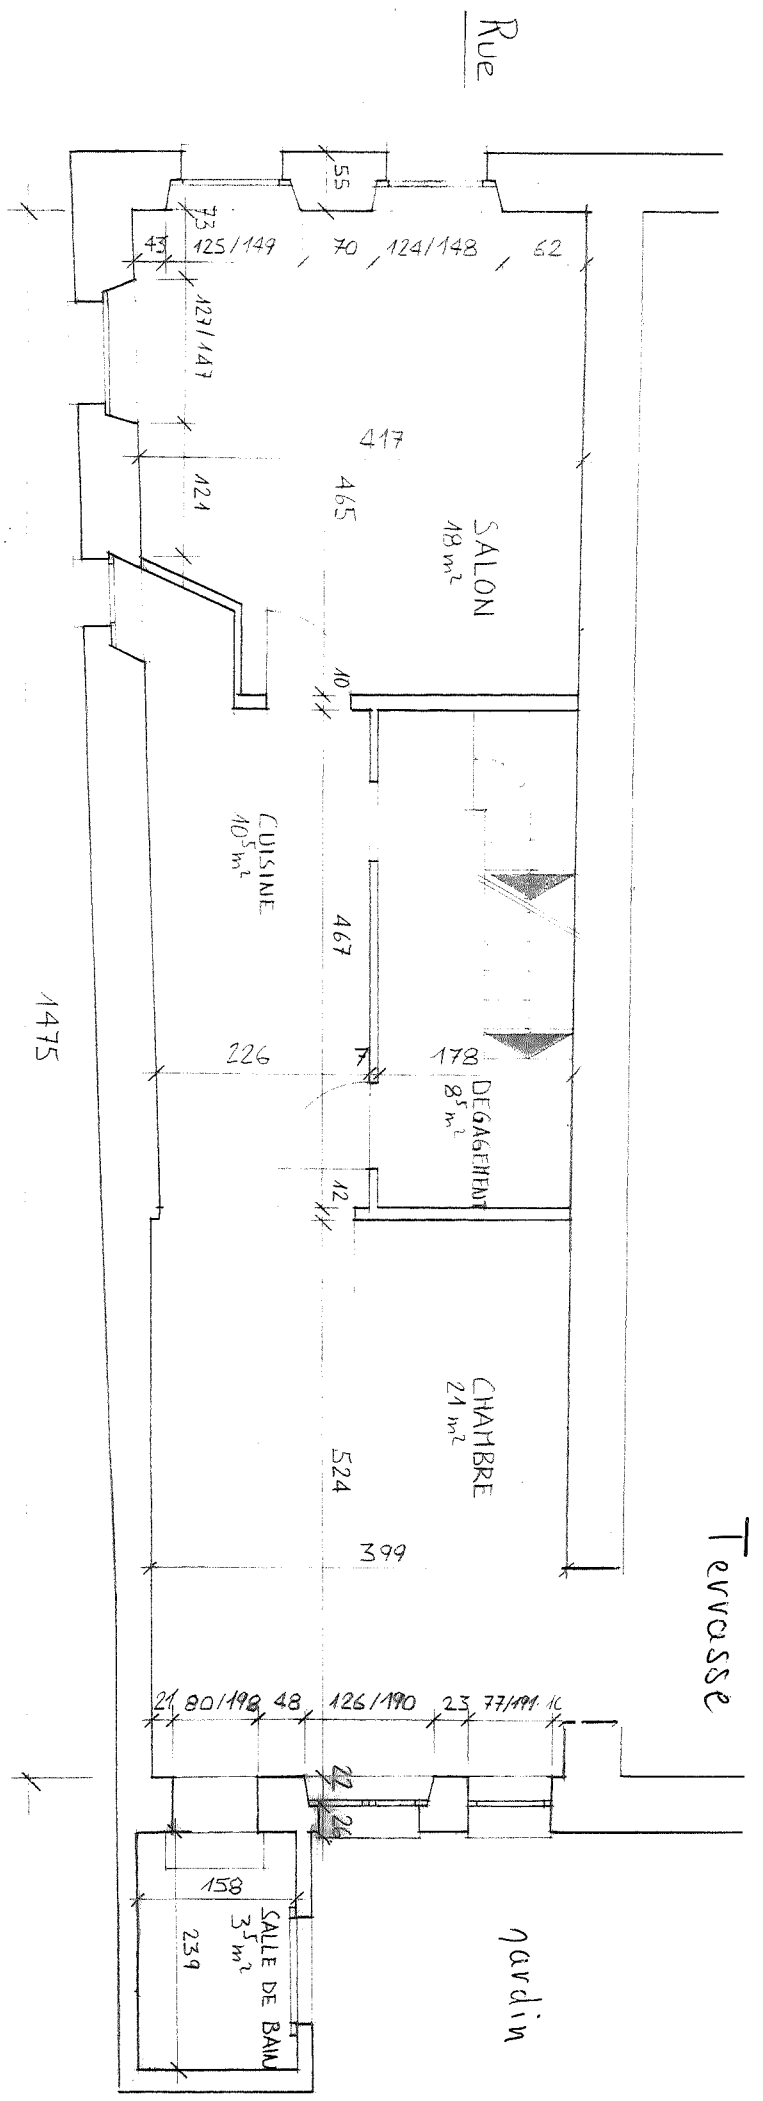 Rue
55
73
43 125/149 70 124/148 62
127/147
417
121
465
SALON
18 m²
10
CUISINE
10⁵ m²
467
1475
226 7 178
DEGAGEMENT
8⁵ m²
12
CHAMBRE
21 m²
524
399
Terrasse
21 80/198 48 126/190 23 77/191
26
158
SALLE DE BAIN
3⁵ m²
239
Jardin